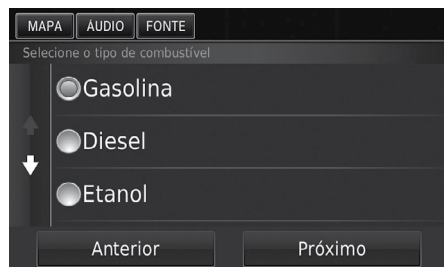 MAPA ÁUDIO FONTE
Selecione o tipo de combustível
Gasolina
Diesel
Etanol
Anterior Próximo